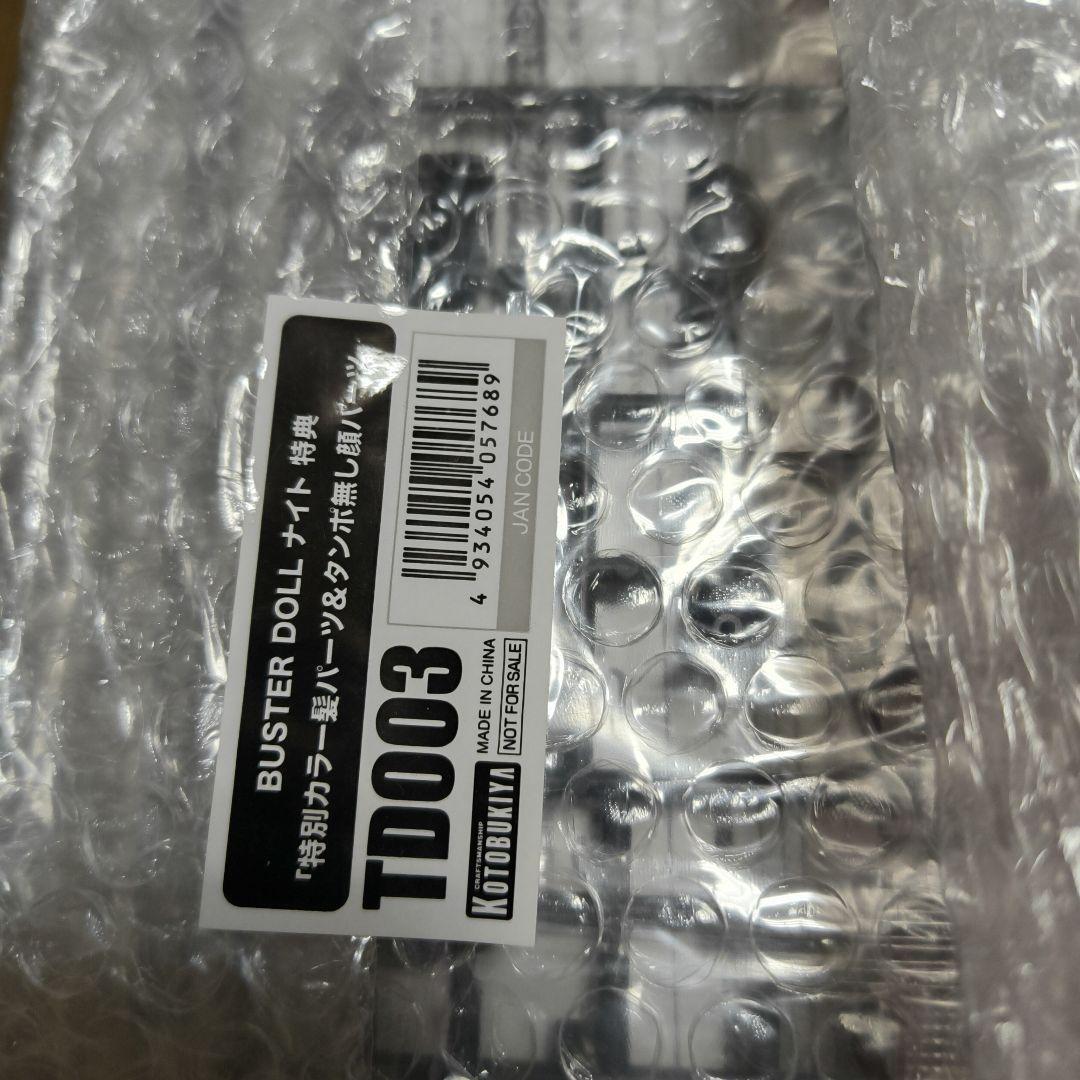 BUSTER DOLL ナイト 特典
「特別カラー髪パーツ&タンポ無し顔パーツ
TD003
4 934054 057689
JAN CODE
MADE IN CHINA
NOT FOR SALE
CRAFTSMANSHIP
KOTOBUKIYA